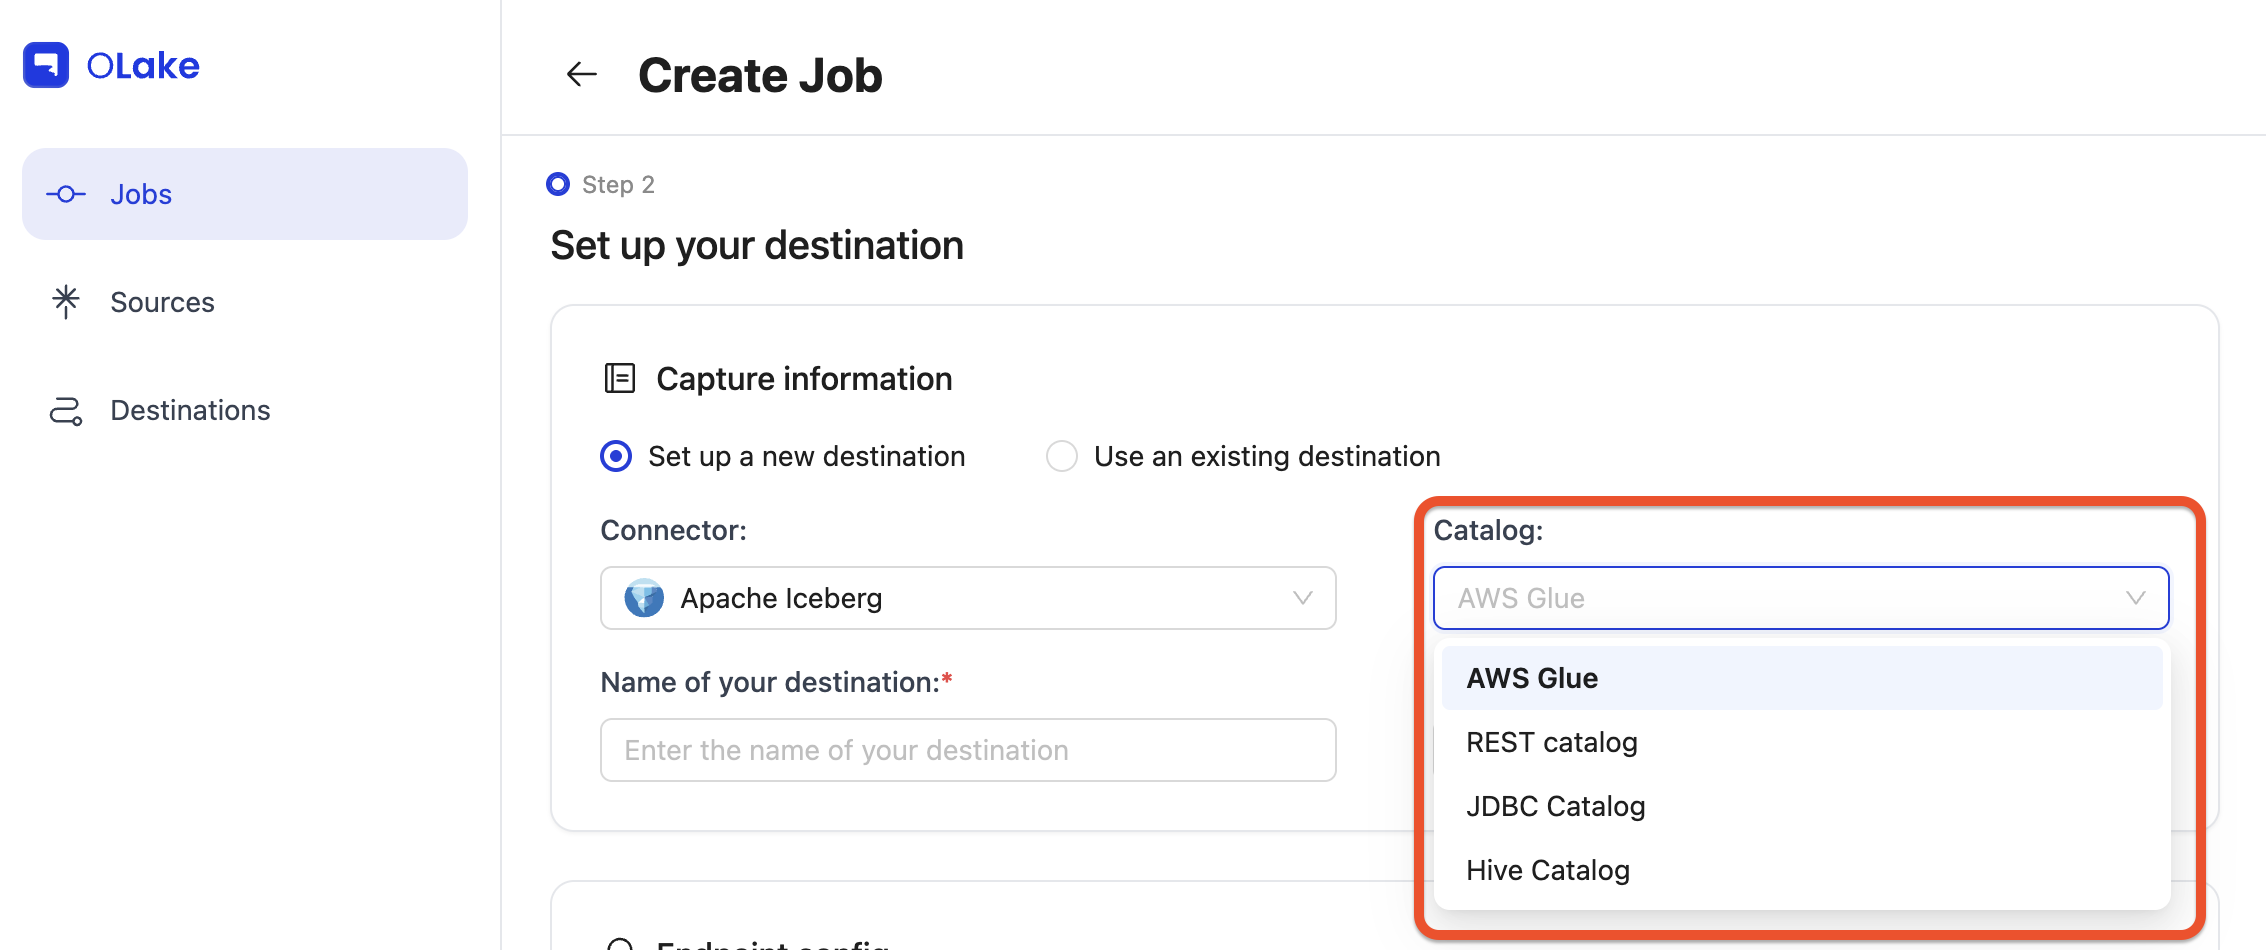 OLake
Jobs
Sources
Destinations
Create Job
Step 2
Set up your destination
Capture information
Set up a new destination
Use an existing destination
Connector:
Apache Iceberg
Name of your destination:*
Enter the name of your destination
Catalog:
AWS Glue
AWS Glue
REST catalog
JDBC Catalog
Hive Catalog
Endpoint config